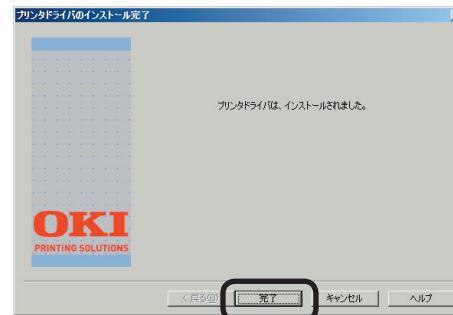 プリンタドライバのインストール完了
プリンタドライバは、インストールされました。
OKI
PRINTING SOLUTIONS
< 戻る(B)
完了
キャンセル
ヘルプ